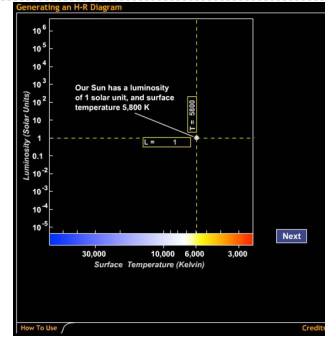 Generating an H-R Diagram
10^6
10^5
10^4
10^3
10^2
10
1
0.1
10^-2
10^-3
10^-4
10^-5
Luminosity (Solar Units)
Our Sun has a luminosity
of 1 solar unit, and surface
temperature 5,800 K
T = 5800
L = 1
30,000 10,000 6,000 3,000
Surface Temperature (Kelvin)
Next
How To Use
Credits